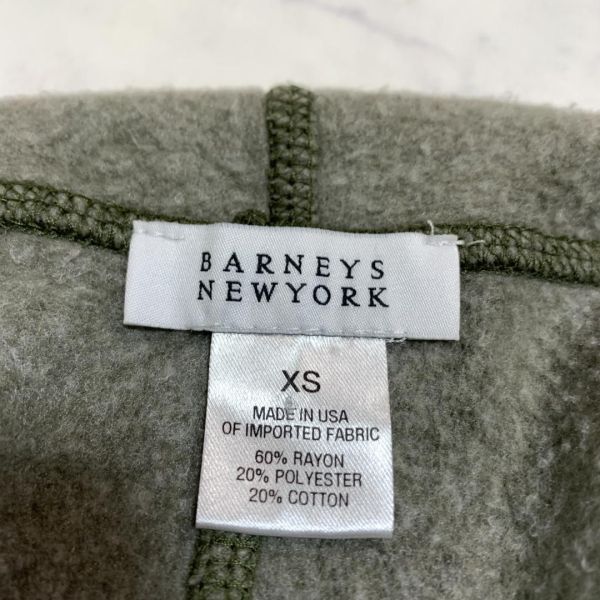 BARNEYS
NEWYORK
XS
MADE IN USA
OF IMPORTED FABRIC
60% RAYON
20% POLYESTER
20% COTTON